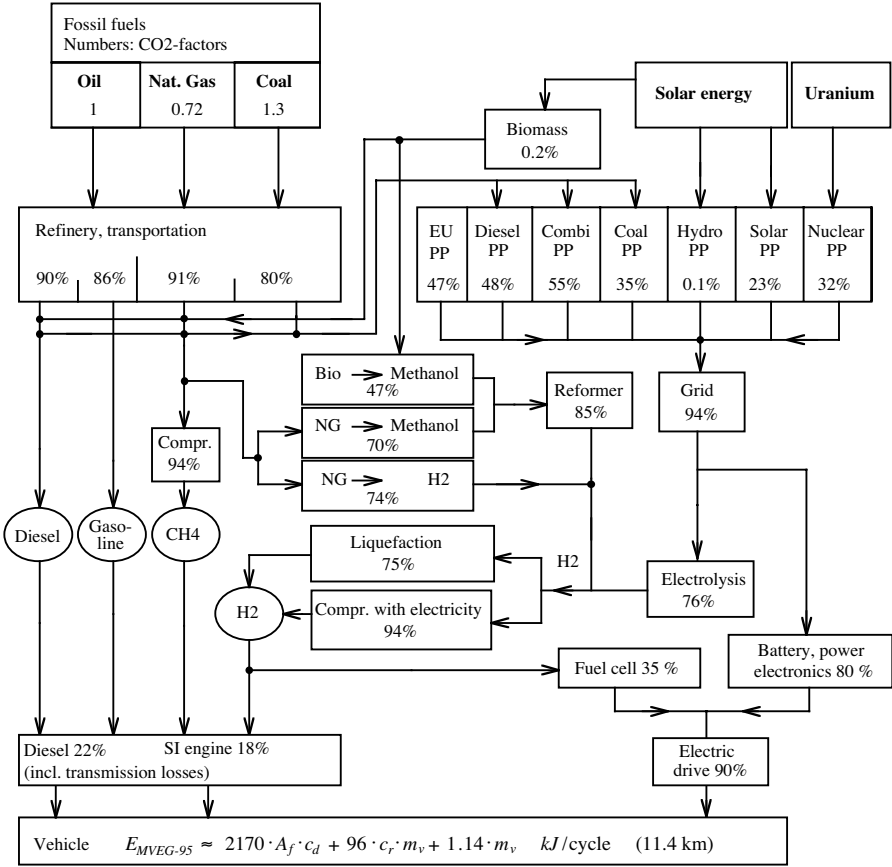 Fossil fuels
Numbers: CO2-factors
Oil
1
Nat. Gas
0.72
Coal
1.3
Solar energy
Uranium
Biomass
0.2%
Refinery, transportation
90%
86%
91%
80%
EU
PP
47%
Diesel
PP
48%
Combi
PP
55%
Coal
PP
35%
Hydro
PP
0.1%
Solar
PP
23%
Nuclear
PP
32%
Bio Methanol
47%
NG Methanol
70%
NG H2
74%
Reformer
85%
Grid
94%
Compr.
94%
Diesel
Gaso-
line
CH4
Liquefaction
75%
H2
Electrolysis
76%
H2
Compr. with electricity
94%
Fuel cell 35 %
Battery, power
electronics 80 %
Diesel 22% SI engine 18%
(incl. transmission losses)
Electric
drive 90%
Vehicle E_MVEG-95 ≈ 2170 · A_f · c_d + 96 · c_r · m_v + 1.14 · m_v kJ/cycle (11.4 km)